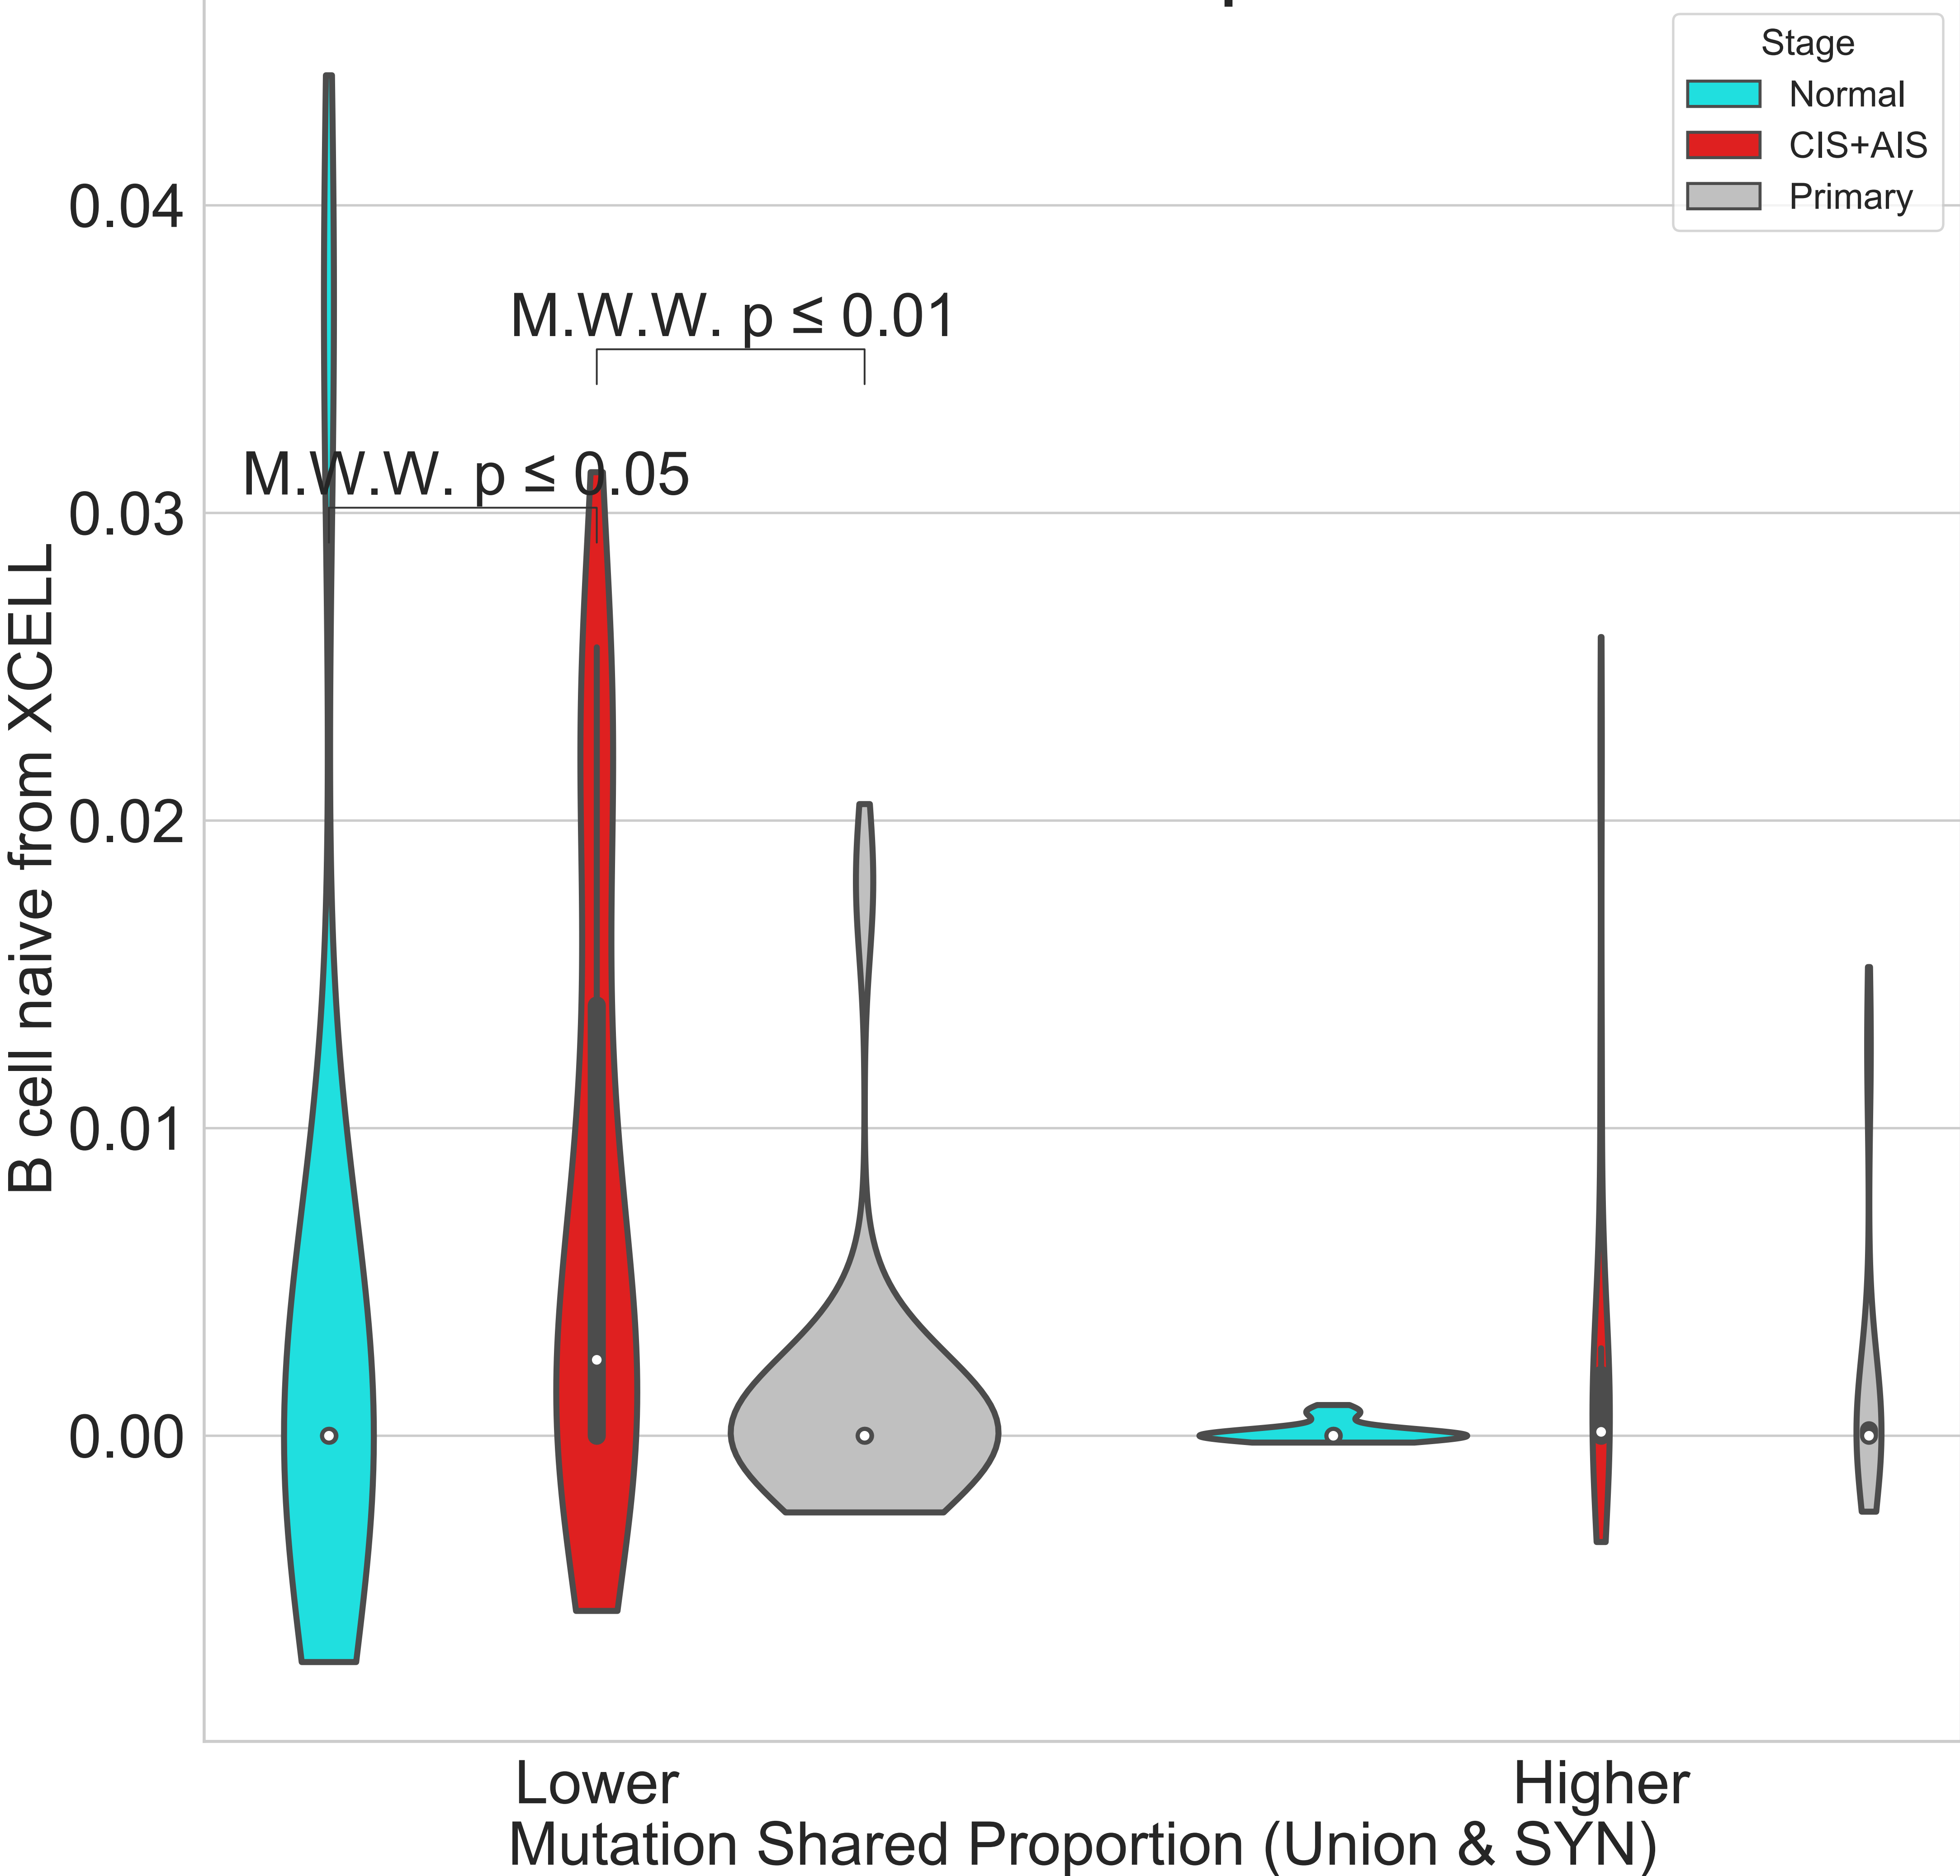 Stage
Normal
CIS+AIS
Primary
0.04
M.W.W. p ≤ 0.01
M.W.W. p ≤ 0.05
0.03
0.02
0.01
0.00
B cell naive from XCELL
Lower
Higher
Mutation Shared Proportion (Union & SYN)